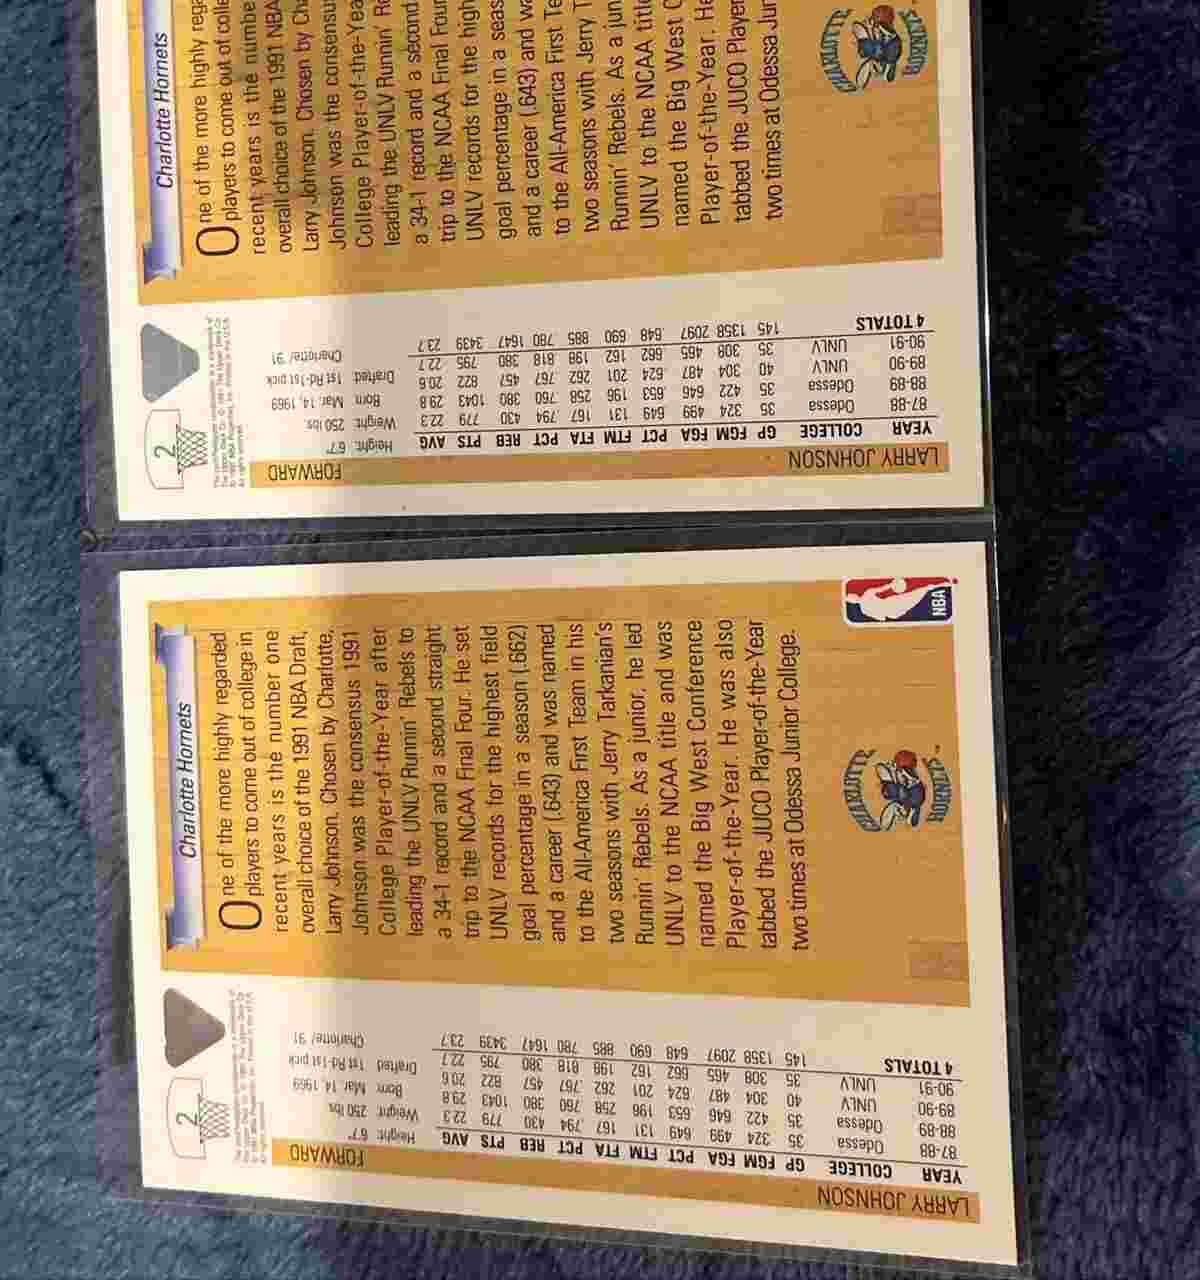 Charlotte Hornets
One of the more highly rega
players to come out of colle
recent years is the numbe
overall choice of the 1991 NBA
Larry Johnson. Chosen by Cha
Johnson was the consensu
College Player-of-the-Yea
leading the UNLV Runnin' Re
a 34-1 record and a second
trip to the NCAA Final Four
UNLV records for the high
goal percentage in a seas
and a career (.643) and wa
to the All-America First Te
two seasons with Jerry T
Runnin' Rebels. As a jun
UNLV to the NCAA titl
named the Big West C
Player-of-the-Year. He
tabbed the JUCO Player
two times at Odessa Jun
CHARLOTTE
HORNETS
2
LARRY JOHNSON FORWARD
YEAR COLLEGE GP FGM FGA PCT FTM FTA PCT REB PTS AVG
87-88 Odessa 35 324 499 .649 131 167 .794 430 779 22.3
88-89 Odessa 35 422 646 .653 196 258 .760 380 1043 29.8
89-90 UNLV 40 304 487 .624 201 262 .767 457 822 20.6
90-91 UNLV 35 308 465 .662 162 198 .818 380 795 22.7
4 TOTALS 145 1358 2097 .648 690 885 .780 1647 3439 23.7
Height: 6'7"
Weight: 250 lbs.
Born: Mar. 14, 1969
Drafted: 1st Rd-1st pick
Charlotte/ '91
Charlotte Hornets
One of the more highly regarded
players to come out of college in
recent years is the number one
overall choice of the 1991 NBA Draft,
Larry Johnson. Chosen by Charlotte,
Johnson was the consensus 1991
College Player-of-the-Year after
leading the UNLV Runnin' Rebels to
a 34-1 record and a second straight
trip to the NCAA Final Four. He set
UNLV records for the highest field
goal percentage in a season (.662)
and a career (.643) and was named
to the All-America First Team in his
two seasons with Jerry Tarkanian's
Runnin' Rebels. As a junior, he led
UNLV to the NCAA title and was
named the Big West Conference
Player-of-the-Year. He was also
tabbed the JUCO Player-of-the-Year
two times at Odessa Junior College.
CHARLOTTE
HORNETS
NBA
2
LARRY JOHNSON FORWARD
YEAR COLLEGE GP FGM FGA PCT FTM FTA PCT REB PTS AVG
87-88 Odessa 35 324 499 .649 131 167 .794 430 779 22.3
88-89 Odessa 35 422 646 .653 196 258 .760 380 1043 29.8
89-90 UNLV 40 304 487 .624 201 262 .767 457 822 20.6
90-91 UNLV 35 308 465 .662 162 198 .818 380 795 22.7
4 TOTALS 145 1358 2097 .648 690 885 .780 1647 3439 23.7
Height: 6'7"
Weight: 250 lbs.
Born: Mar. 14, 1969
Drafted: 1st Rd-1st pick
Charlotte/ '91